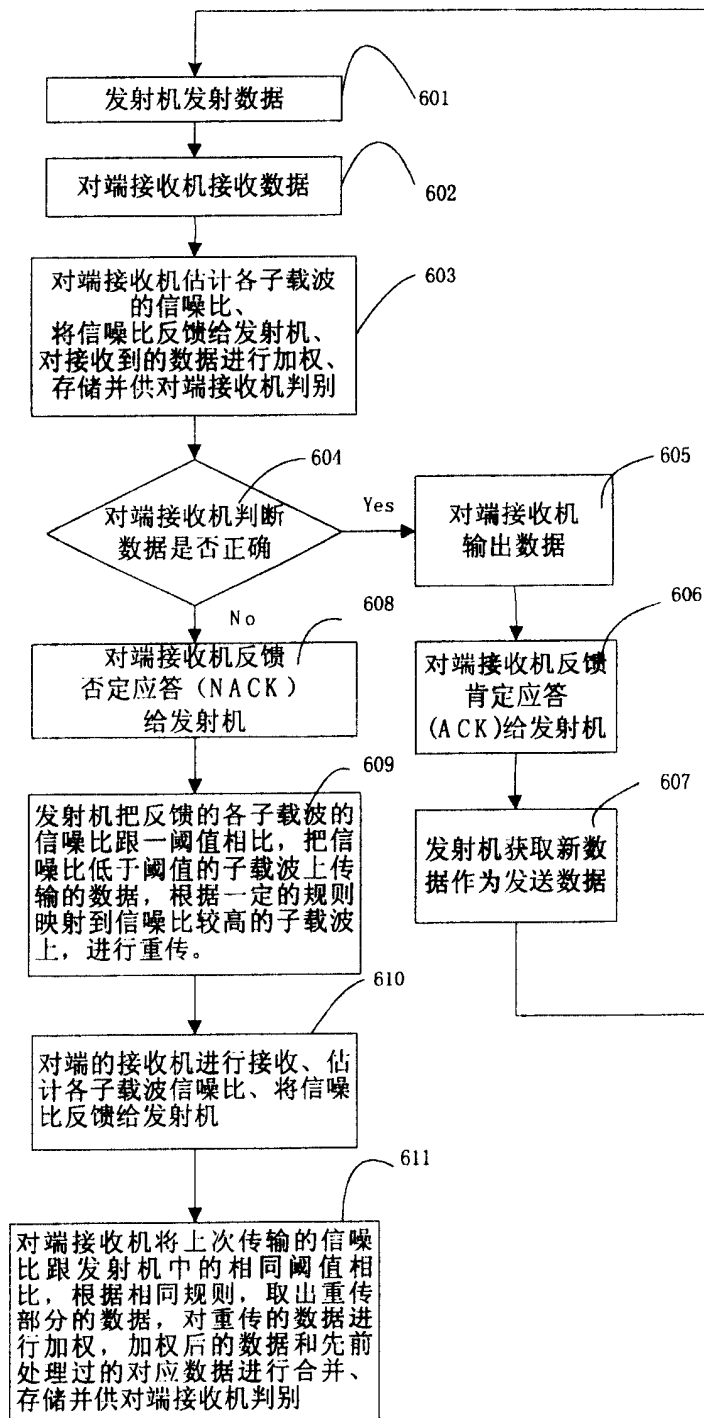 发射机发射数据
601
对端接收机接收数据
602
对端接收机估计各子载波
的信噪比、
将信噪比反馈给发射机、
对接收到的数据进行加权、
存储并供对端接收机判别
603
604
对端接收机判断
数据是否正确
Yes
605
对端接收机
输出数据
606
对端接收机反馈
肯定应答
(ACK)给发射机
607
发射机获取新数
据作为发送数据
No
608
对端接收机反馈
否定应答（NACK）
给发射机
609
发射机把反馈的各子载波的
信噪比跟一阈值相比，把信
噪比低于阈值的子载波上传
输的数据，根据一定的规则
映射到信噪比较高的子载波
上，进行重传。
610
对端的接收机进行接收、估
计各子载波信噪比、将信噪
比反馈给发射机
611
对端接收机将上次传输的信噪
比跟发射机中的相同阈值相
比，根据相同规则，取出重传
部分的数据，对重传的数据进
行加权，加权后的数据和先前
处理过的对应数据进行合并、
存储并供对端接收机判别